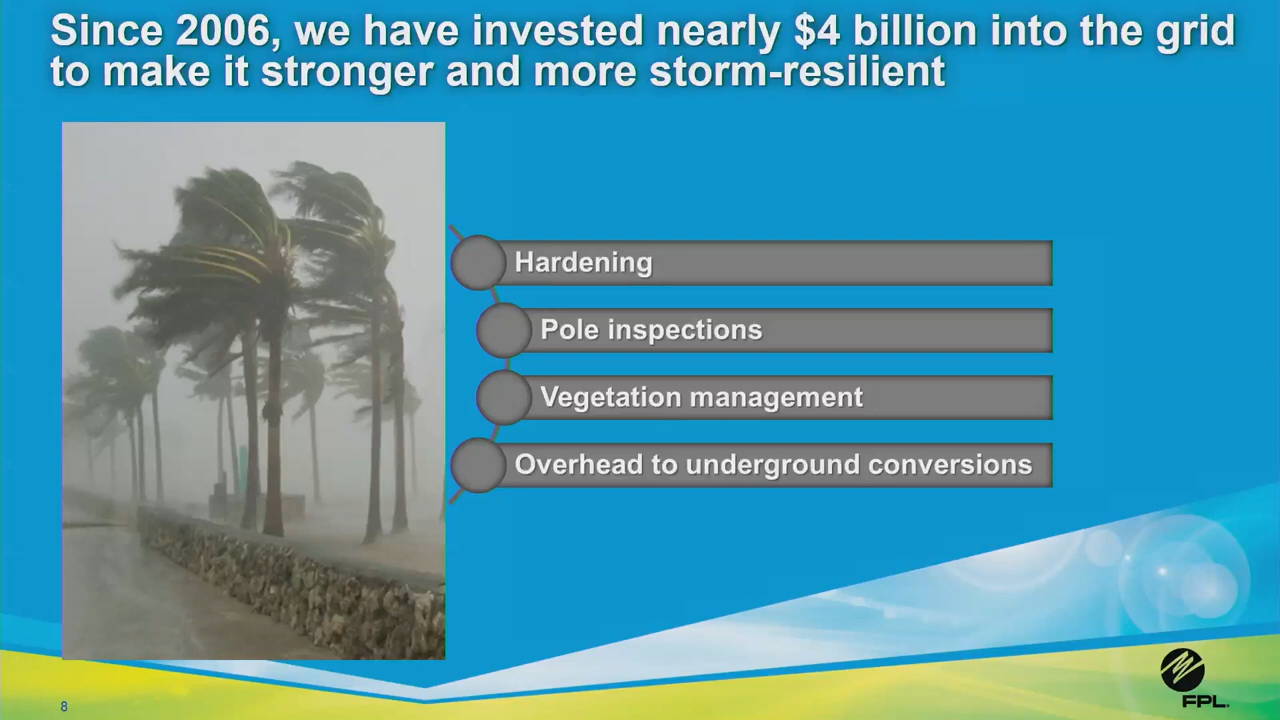 Since 2006, we have invested nearly $4 billion into the grid
to make it stronger and more storm-resilient
Hardening
Pole inspections
Vegetation management
Overhead to underground conversions
8
FPL.